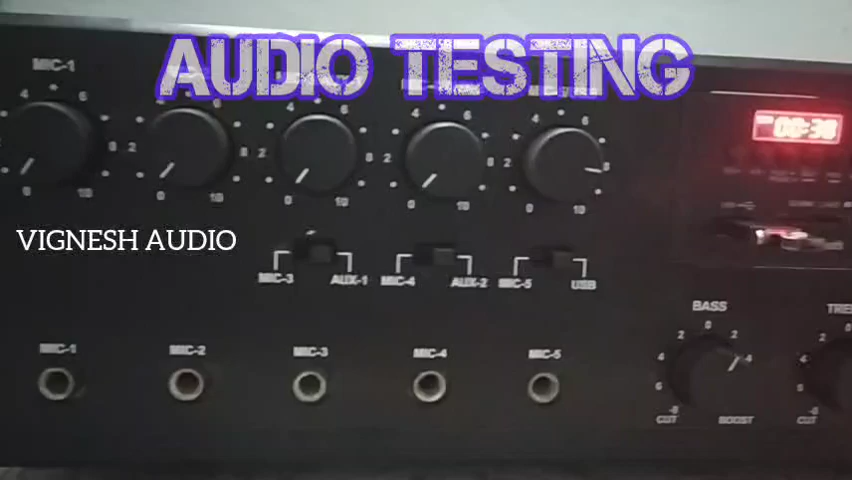 AUDIO TESTING
MIC-1
4 6
4 6
4 6
4 6
2 8
2 8
2 8
2 8
0 10
0 10
0 10
0 10
0 10
00:38
VIGNESH AUDIO
MIC-3 AUX-1
MIC-4 AUX-2
MIC-5 USB
MIC-1
MIC-2
MIC-3
MIC-4
MIC-5
BASS
0
2 2
4 4
6
CUT BOOST
TRE
0
2
4
6
CUT